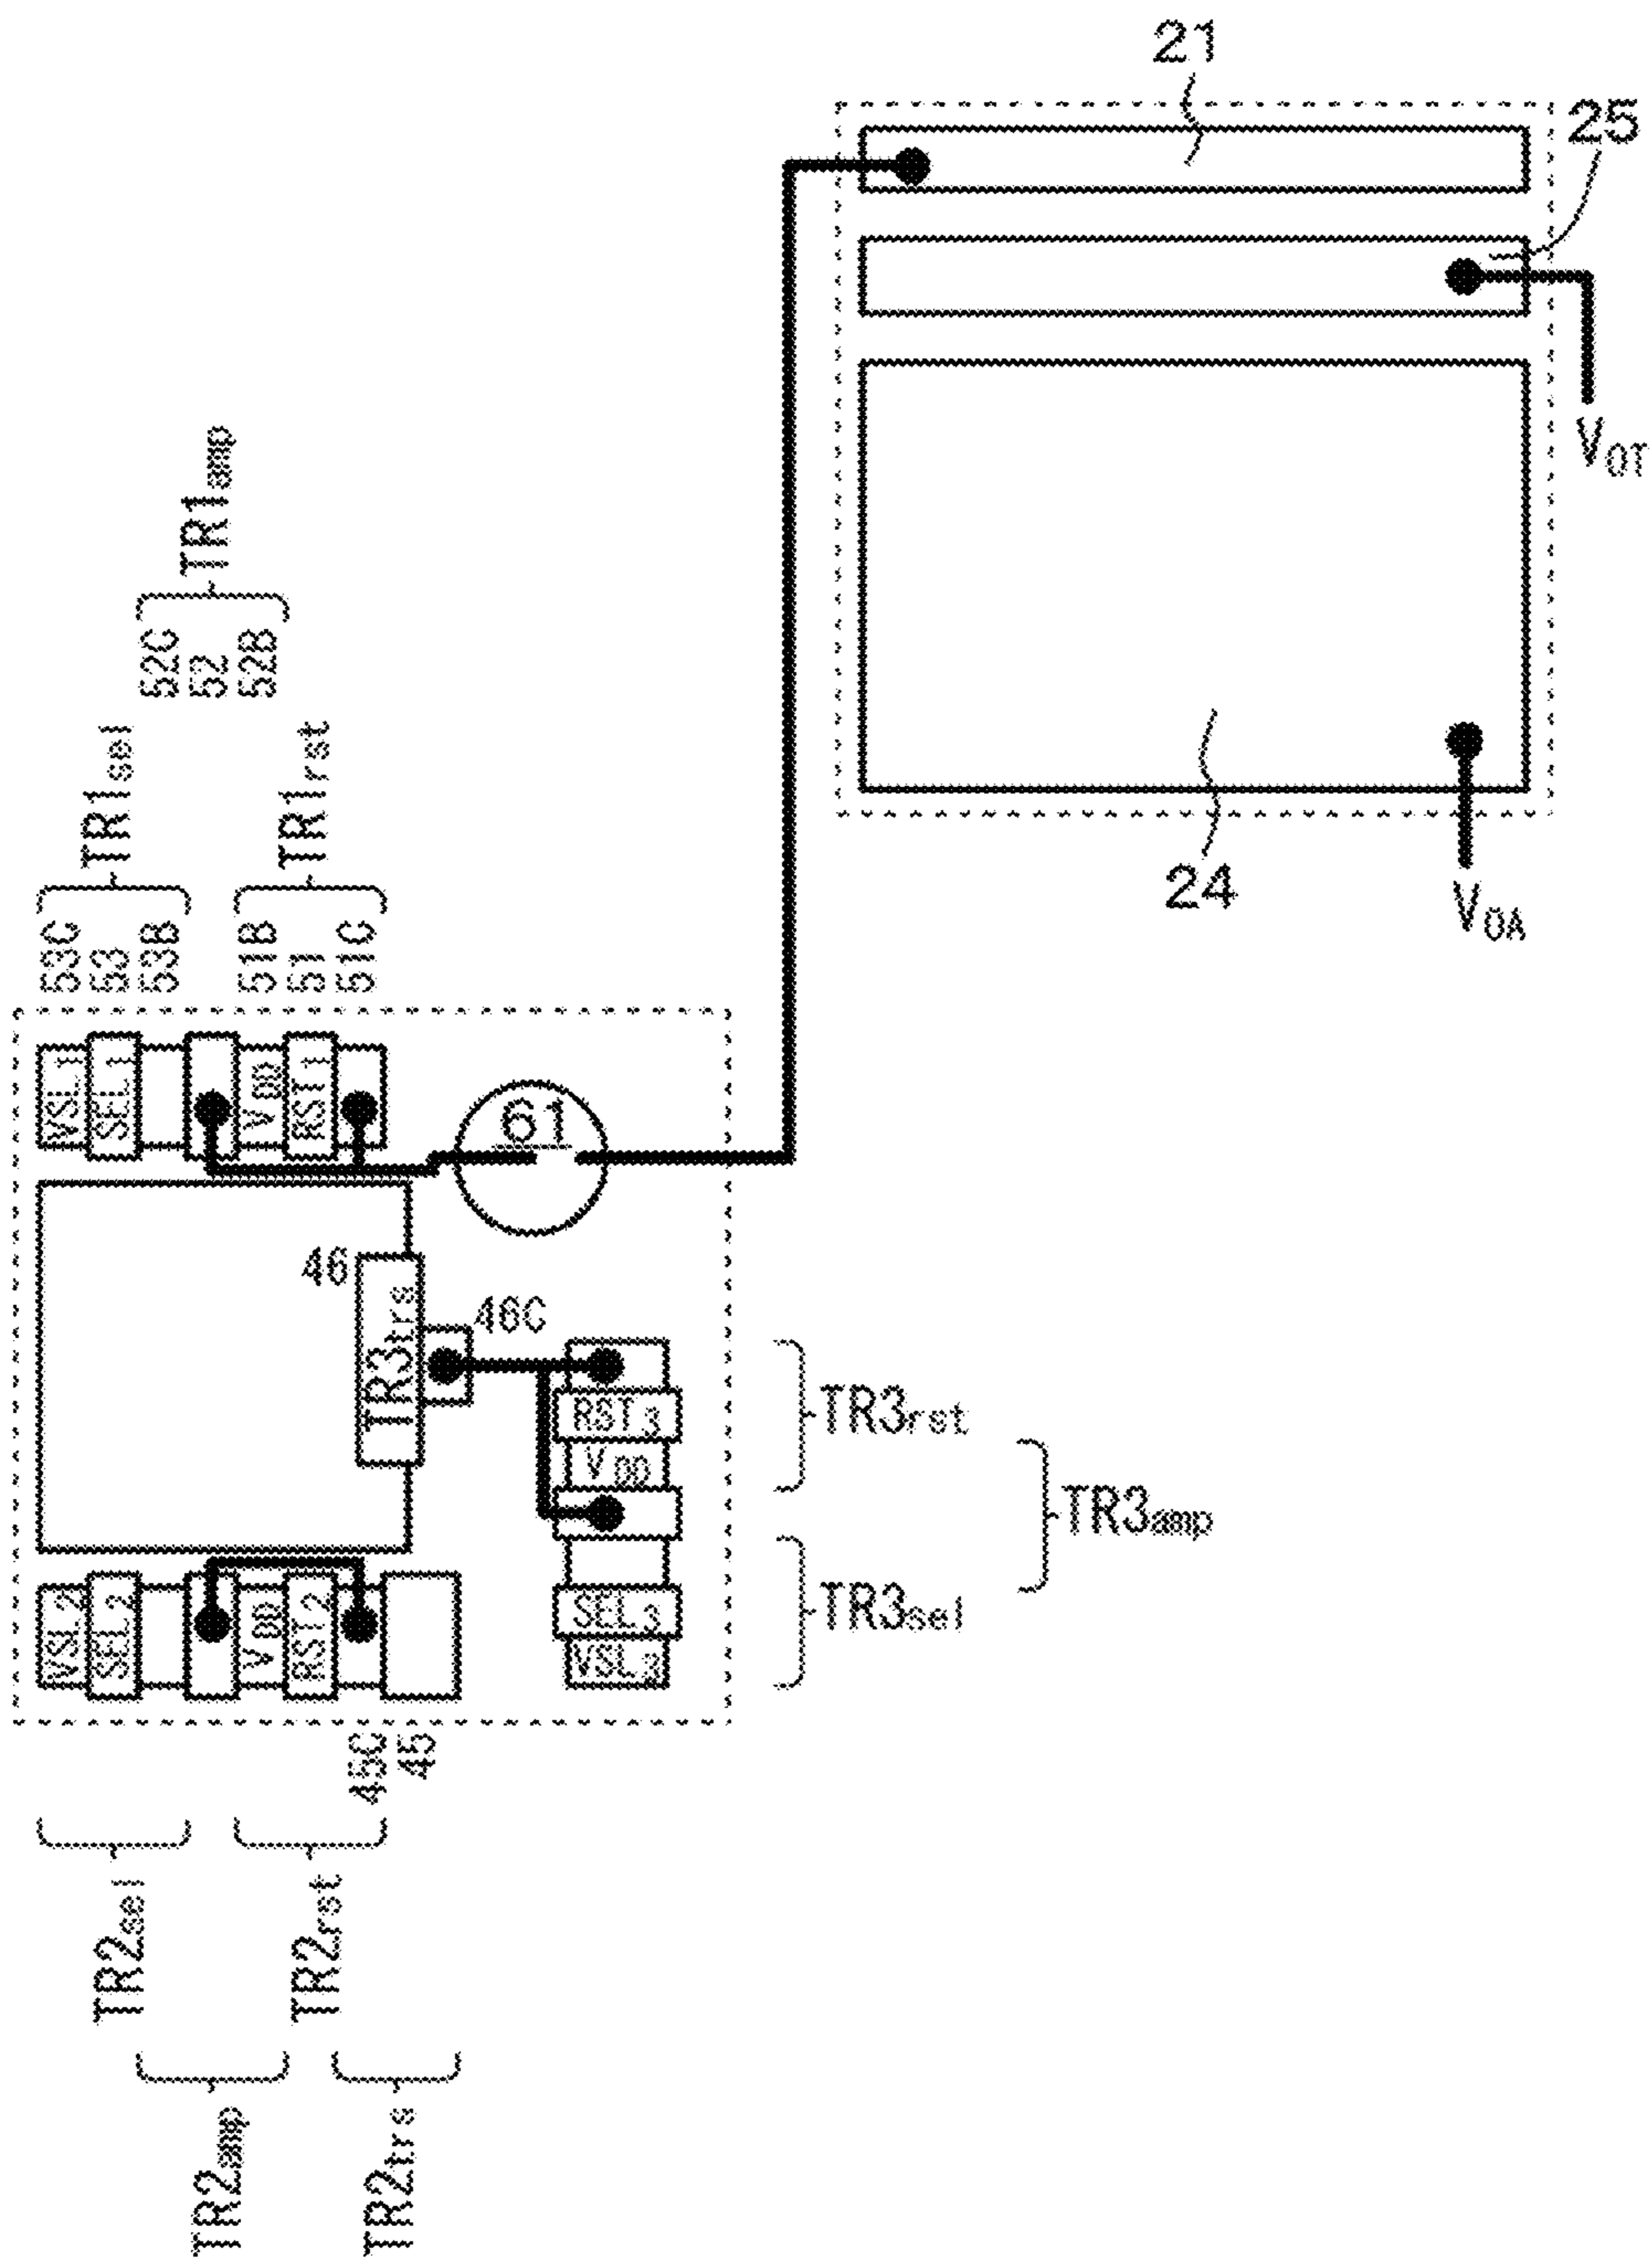 21
25
V_OT
24
V_OA
TR1amp
52C
52
52B
TR1sel
TR1rst
53C
53
53B
51B
51
51C
VSL1
SEL1
VDD
RST1
61
46
TR3trs
46C
RST3
VDD
SEL3
VSL3
TR3rst
TR3amp
TR3sel
VSL2
SEL2
VDD
RST2
45C
45
TR2sel
TR2rst
TR2amp
TR2trs